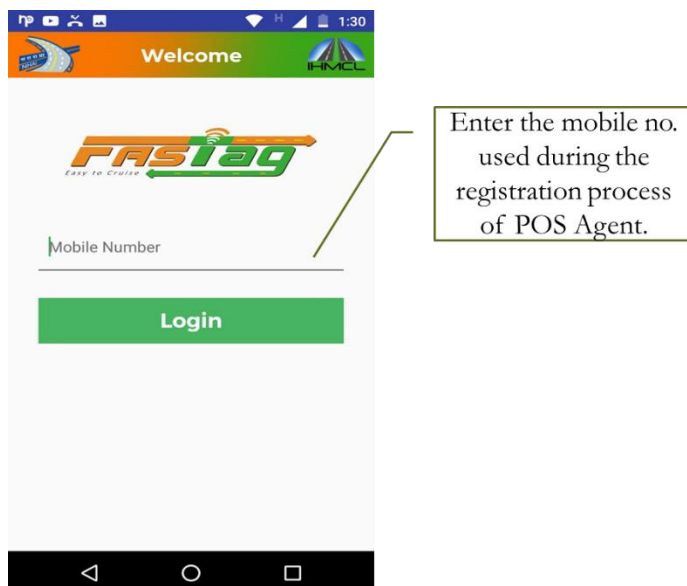 H 1:30
Welcome
IHMCL
FASTag
Easy to Cruise
Mobile Number
Login
Enter the mobile no.
used during the
registration process
of POS Agent.